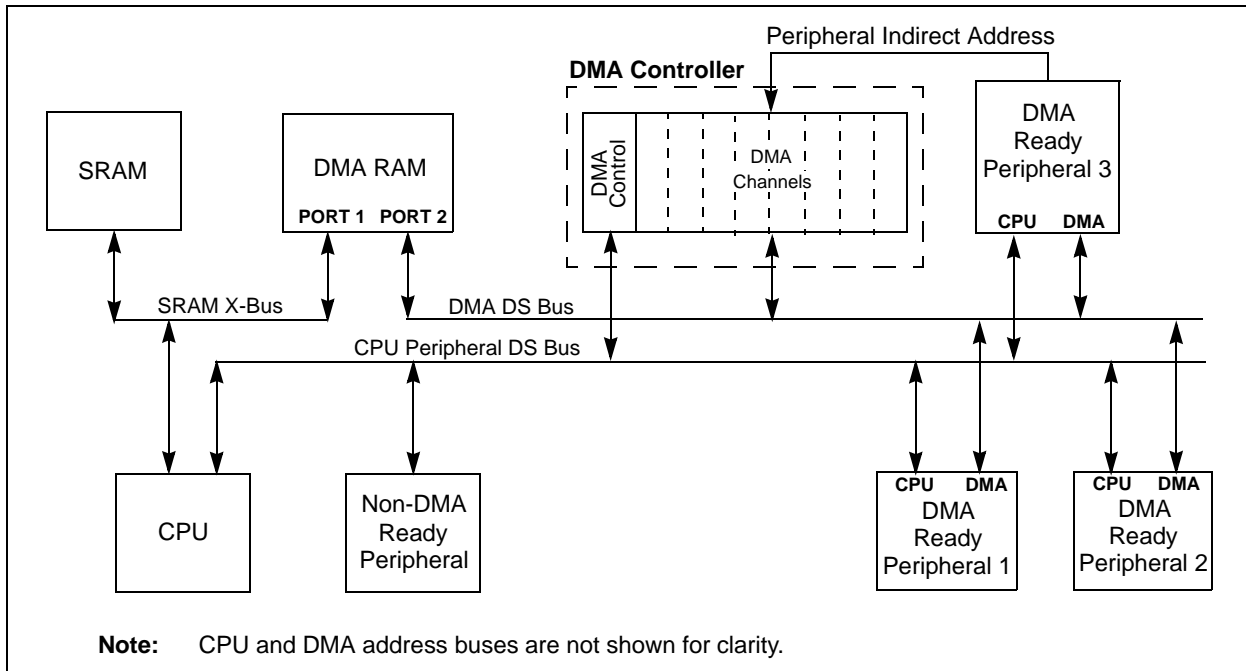 Peripheral Indirect Address
DMA Controller
SRAM
DMA RAM
PORT 1 PORT 2
DMA
Control
DMA
Channels
DMA
Ready
Peripheral 3
CPU DMA
SRAM X-Bus
DMA DS Bus
CPU Peripheral DS Bus
CPU
Non-DMA
Ready
Peripheral
CPU DMA
DMA
Ready
Peripheral 1
CPU DMA
DMA
Ready
Peripheral 2
Note: CPU and DMA address buses are not shown for clarity.